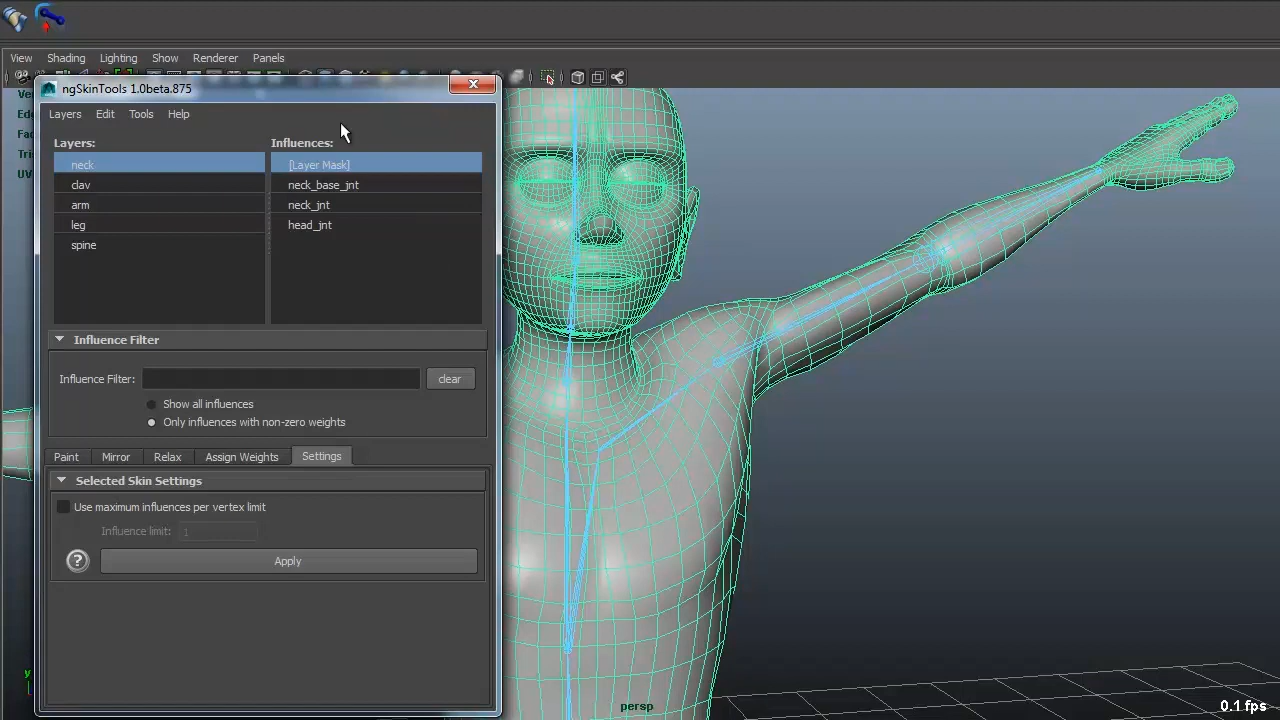 View Shading Lighting Show Renderer Panels
ngSkinTools 1.0beta.875
Layers Edit Tools Help
Layers: Influences:
neck [Layer Mask]
clav neck_base_jnt
arm neck_jnt
leg head_jnt
spine
Influence Filter
Influence Filter: clear
Show all influences
Only influences with non-zero weights
Paint Mirror Relax Assign Weights Settings
Selected Skin Settings
Use maximum influences per vertex limit
Influence limit: 1
? Apply
y
persp
0.1 fps